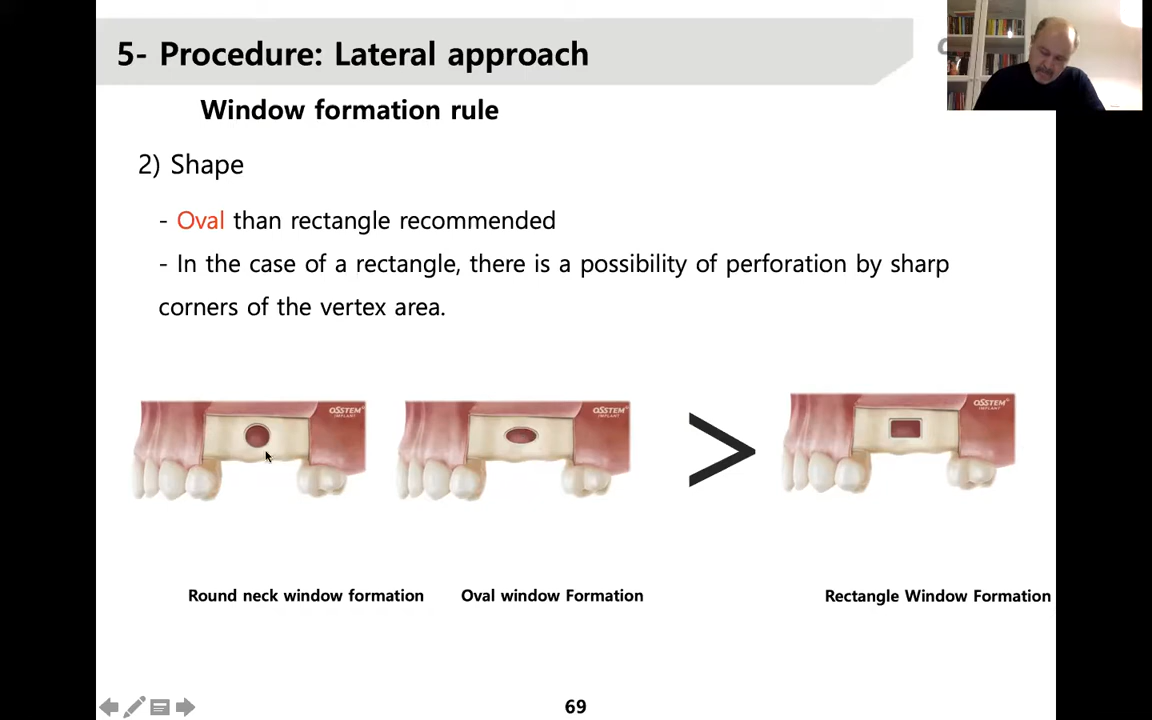 5- Procedure: Lateral approach
Window formation rule
2) Shape
- Oval than rectangle recommended
- In the case of a rectangle, there is a possibility of perforation by sharp
corners of the vertex area.
OSSTEM
IMPLANT
OSSTEM
IMPLANT
OSSTEM
IMPLANT
>
Round neck window formation
Oval window Formation
Rectangle Window Formation
69